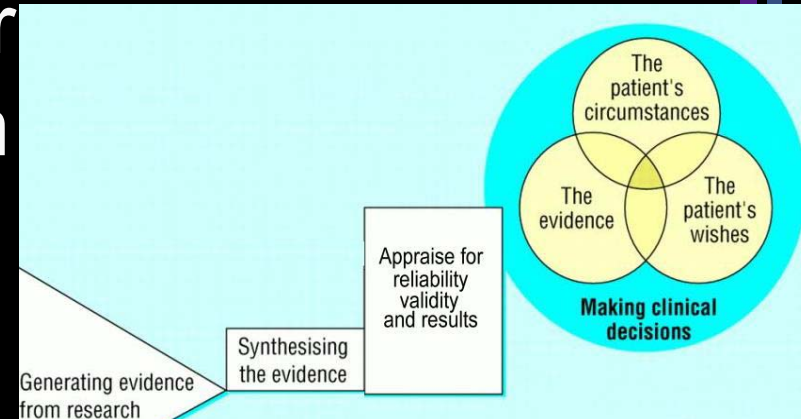 Generating evidence
from research
Synthesising
the evidence
Appraise for
reliability
validity
and results
The
patient's
circumstances
The
evidence
The
patient's
wishes
Making clinical
decisions